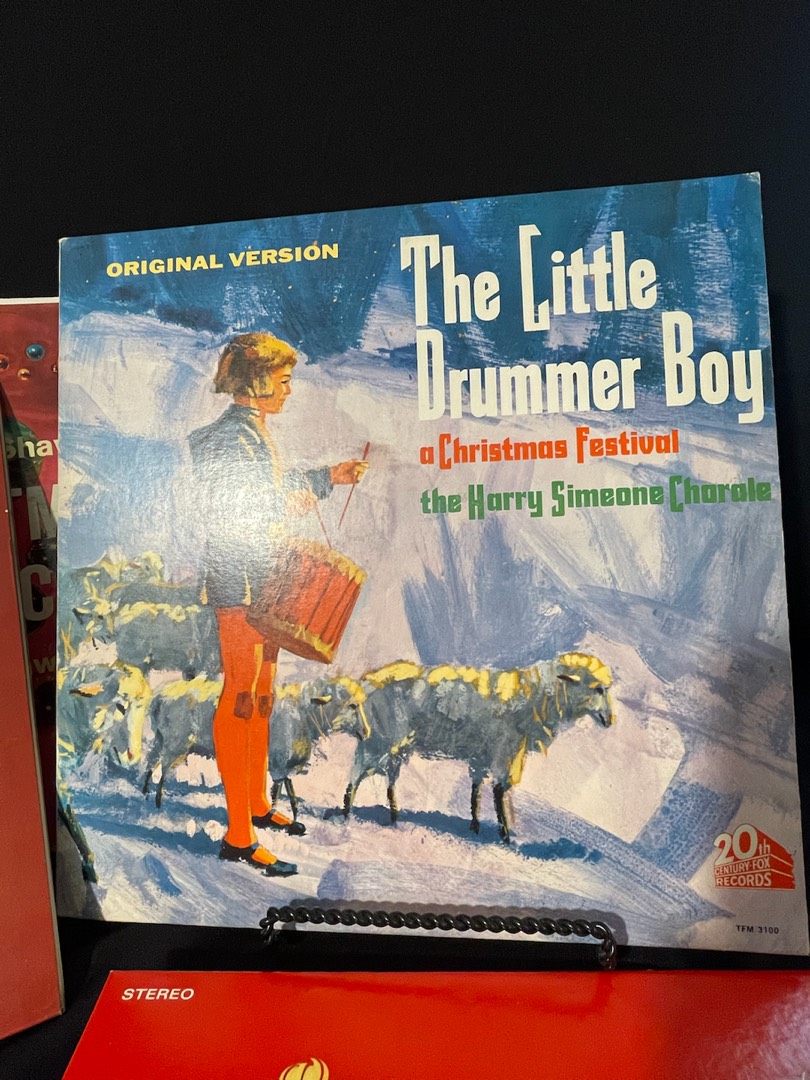 ORIGINAL VERSION
The Little
Drummer Boy
a Christmas Festival
the Harry Simeone Chorale
20th
CENTURY-FOX
RECORDS
TFM 3100
STEREO